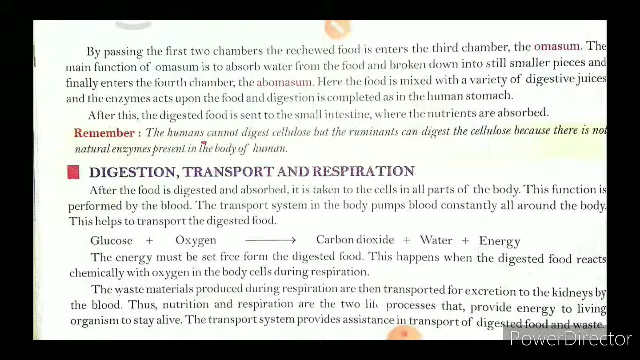 By passing the first two chambers the rechewed food is enters the third chamber, the omasum. The
main function of omasum is to absorb water from the food and broken down into still smaller pieces and
finally enters the fourth chamber, the abomasum. Here the food is mixed with a variety of digestive juices
and the enzymes acts upon the food and digestion is completed as in the human stomach.
After this, the digested food is sent to the small intestine, where the nutrients are absorbed.
Remember : The humans cannot digest cellulose but the ruminants can digest the cellulose because there is not
natural enzymes present in the body of human.
DIGESTION, TRANSPORT AND RESPIRATION
After the food is digested and absorbed, it is taken to the cells in all parts of the body. This function is
performed by the blood. The transport system in the body pumps blood constantly all around the body.
This helps to transport the digested food.
Glucose + Oxygen ⟶ Carbon dioxide + Water + Energy
The energy must be set free form the digested food. This happens when the digested food reacts
chemically with oxygen in the body cells during respiration.
The waste materials produced during respiration are then transported for excretion to the kidneys by
the blood. Thus, nutrition and respiration are the two processes that, provide energy to living
organism to stay alive. The transport system provides assistance in transport of digested food and waste.
PowerDirector